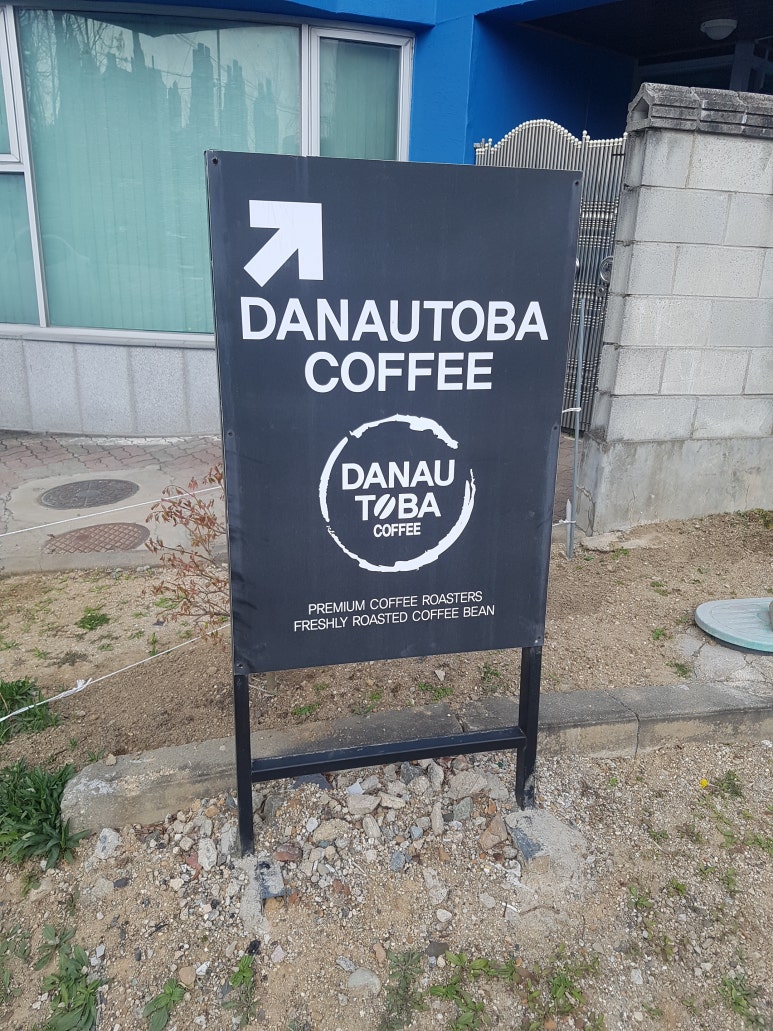 DANAUTOBA
COFFEE
DANAU
TOBA
COFFEE
PREMIUM COFFEE ROASTERS
FRESHLY ROASTED COFFEE BEAN